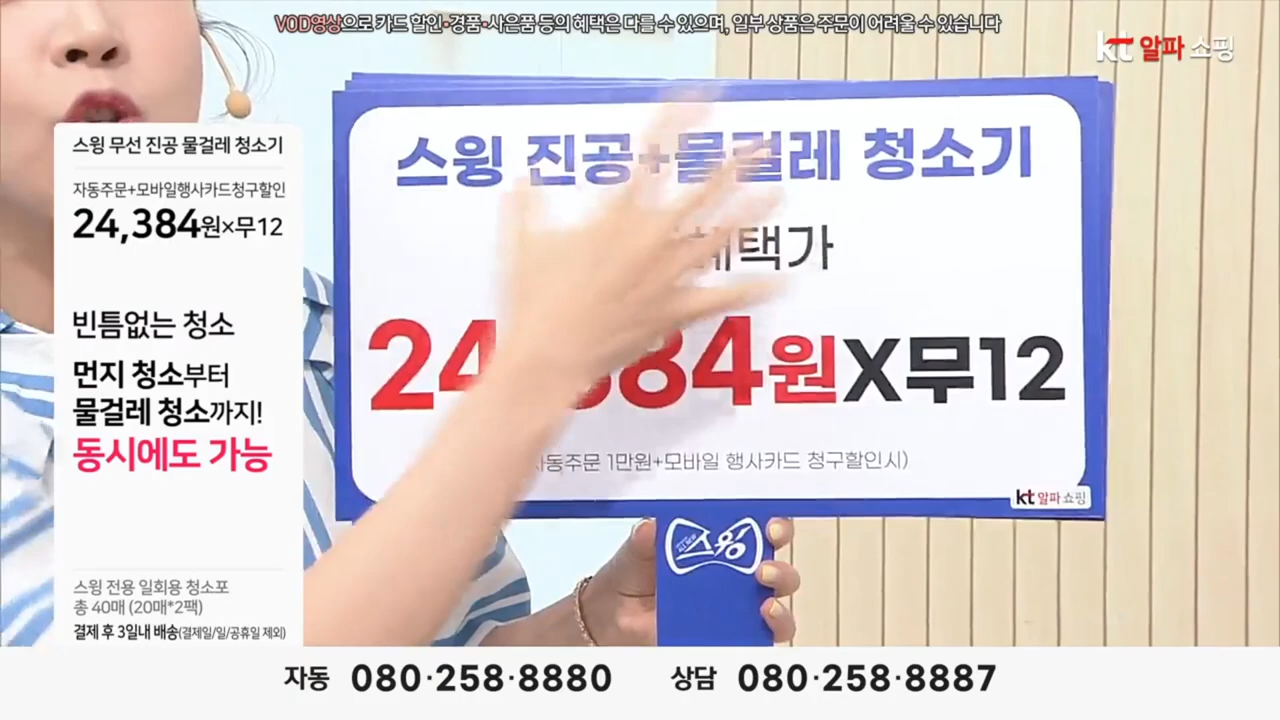 VOD영상으로 카드 할인•경품•사은품 등의 혜택은 다를 수 있으며, 일부 상품은 주문이 어려울 수 있습니다
kt 알파 쇼핑
스윙 무선 진공 물걸레 청소기
자동주문+모바일행사카드청구할인
24,384원×무12
빈틈없는 청소
먼지 청소부터
물걸레 청소까지!
동시에도 가능
스윙 전용 일회용 청소포
총 40매 (20매*2팩)
결제 후 3일내 배송(결제일/일/공휴일 제외)
스윙 진공+물걸레 청소기
혜택가
24,384원X무12
자동주문 1만원+모바일 행사카드 청구할인시)
kt 알파 쇼핑
스윙
자동 080·258·8880 상담 080·258·8887